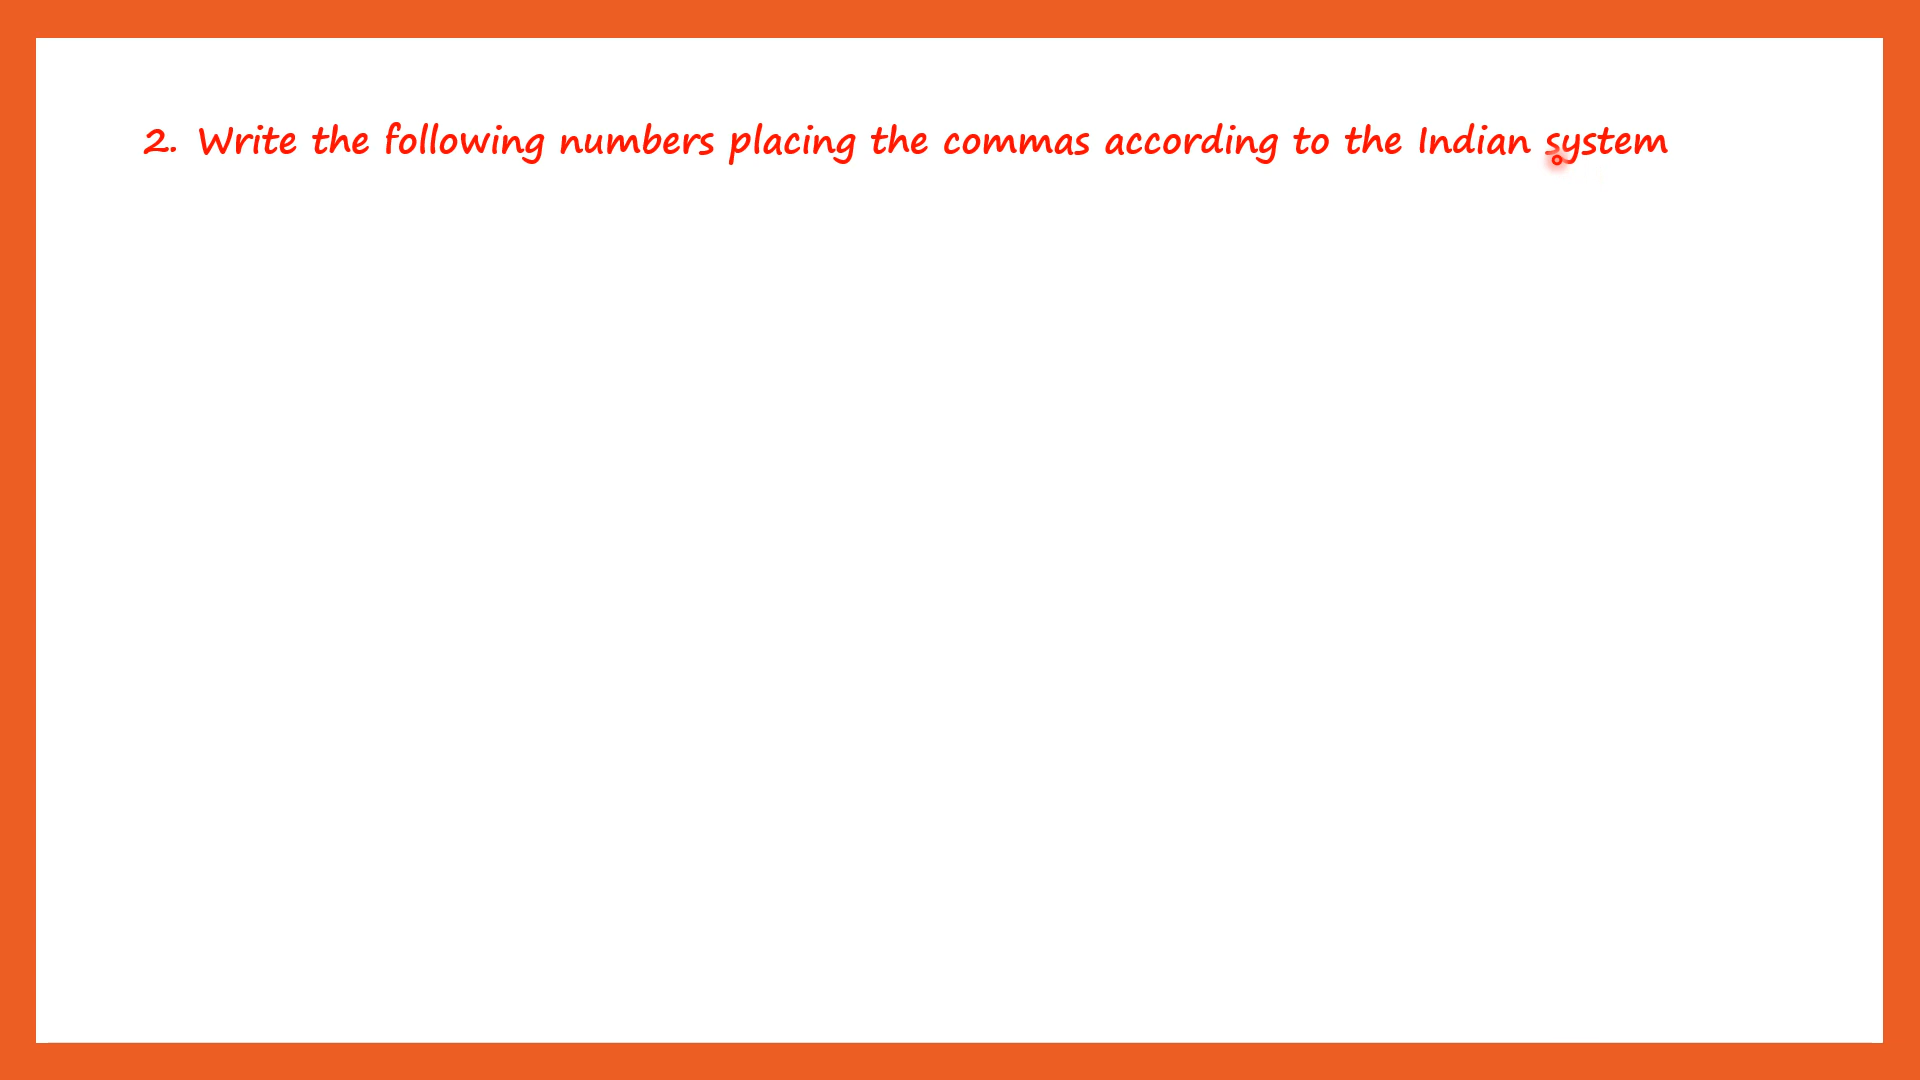 2. Write the following numbers placing the commas according to the Indian system